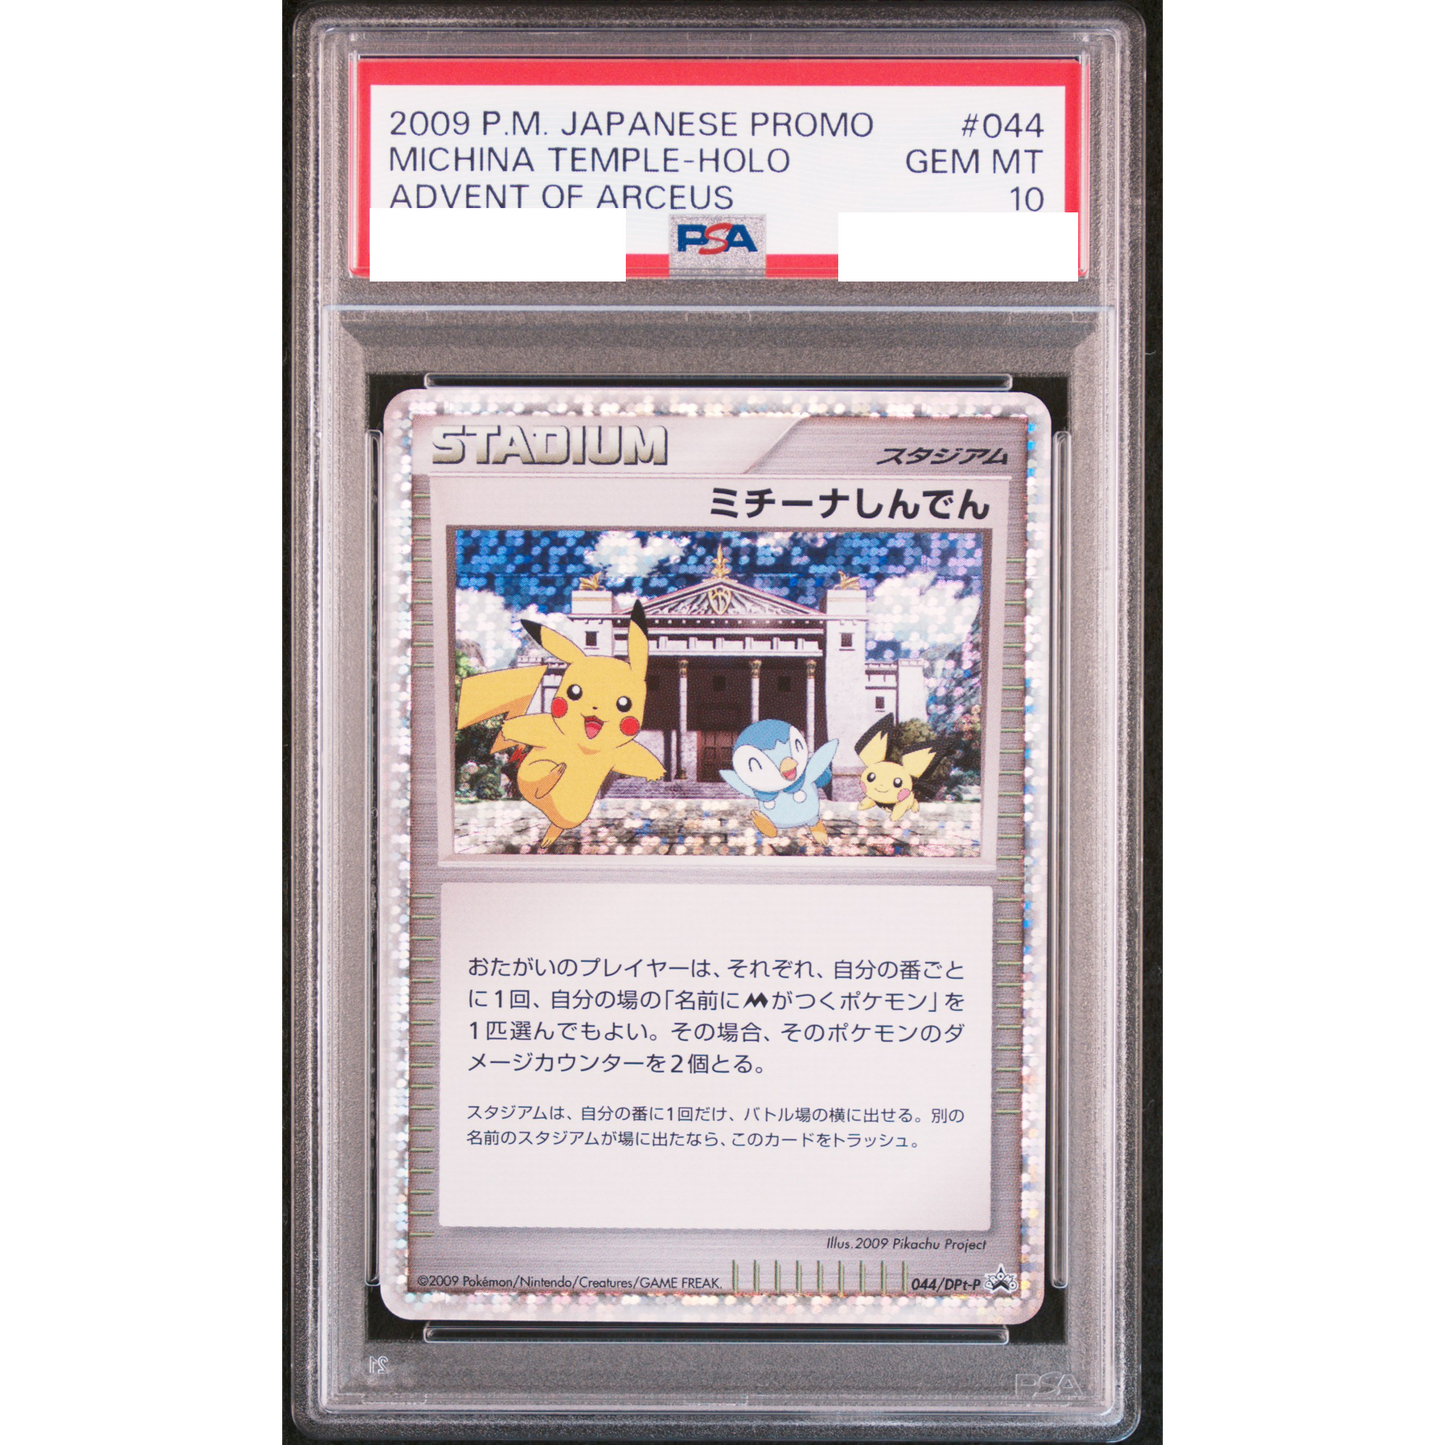 2009 P.M. JAPANESE PROMO #044
MICHINA TEMPLE-HOLO GEM MT
ADVENT OF ARCEUS 10
PSA
STADIUM スタジアム
ミチーナしんでん
おたがいのプレイヤーは、それぞれ、自分の番ごと
に1回、自分の場の「名前にMがつくポケモン」を
1匹選んでもよい。その場合、そのポケモンのダ
メージカウンターを2個とる。
スタジアムは、自分の番に1回だけ、バトル場の横に出せる。別の
名前のスタジアムが場に出たなら、このカードをトラッシュ。
Illus.2009 Pikachu Project
©2009 Pokémon/Nintendo/Creatures/GAME FREAK. 044/DPt-P PROMO
PSA